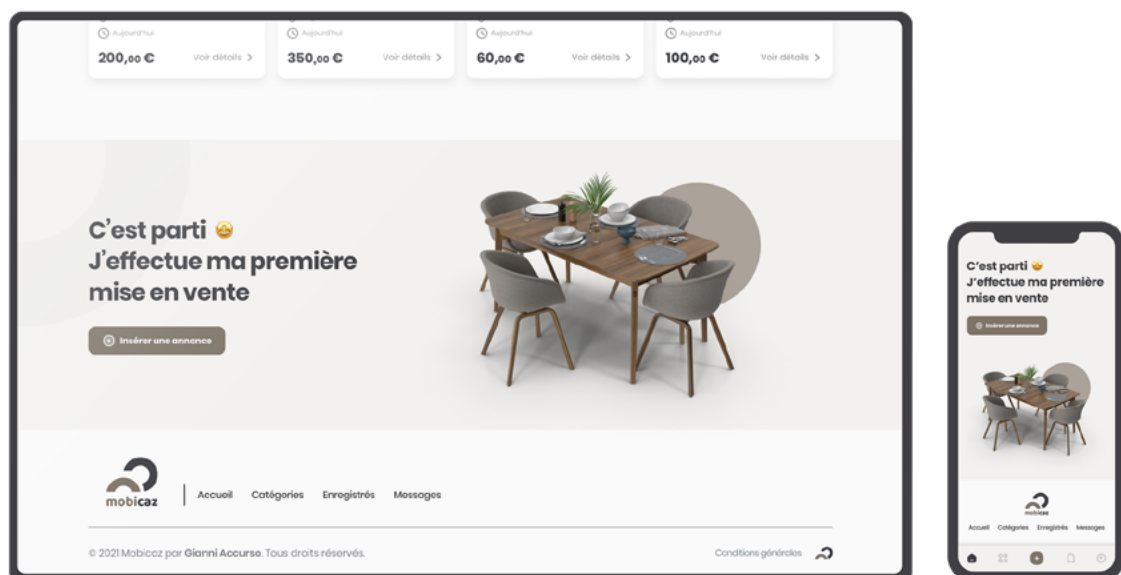 Aujourd'hui Aujourd'hui Aujourd'hui Aujourd'hui
200,00 € Voir détails 350,00 € Voir détails 60,00 € Voir détails 100,00 € Voir détails
C'est parti 🤩
J'effectue ma première
mise en vente
Insérer une annonce
mobicaz
Accueil Catégories Enregistrés Messages
© 2021 Mobicaz par Gianni Accurso. Tous droits réservés.
Conditions générales
C'est parti 🤩
J'effectue ma première
mise en vente
Insérer une annonce
mobicaz
Accueil Catégories Enregistrés Messages